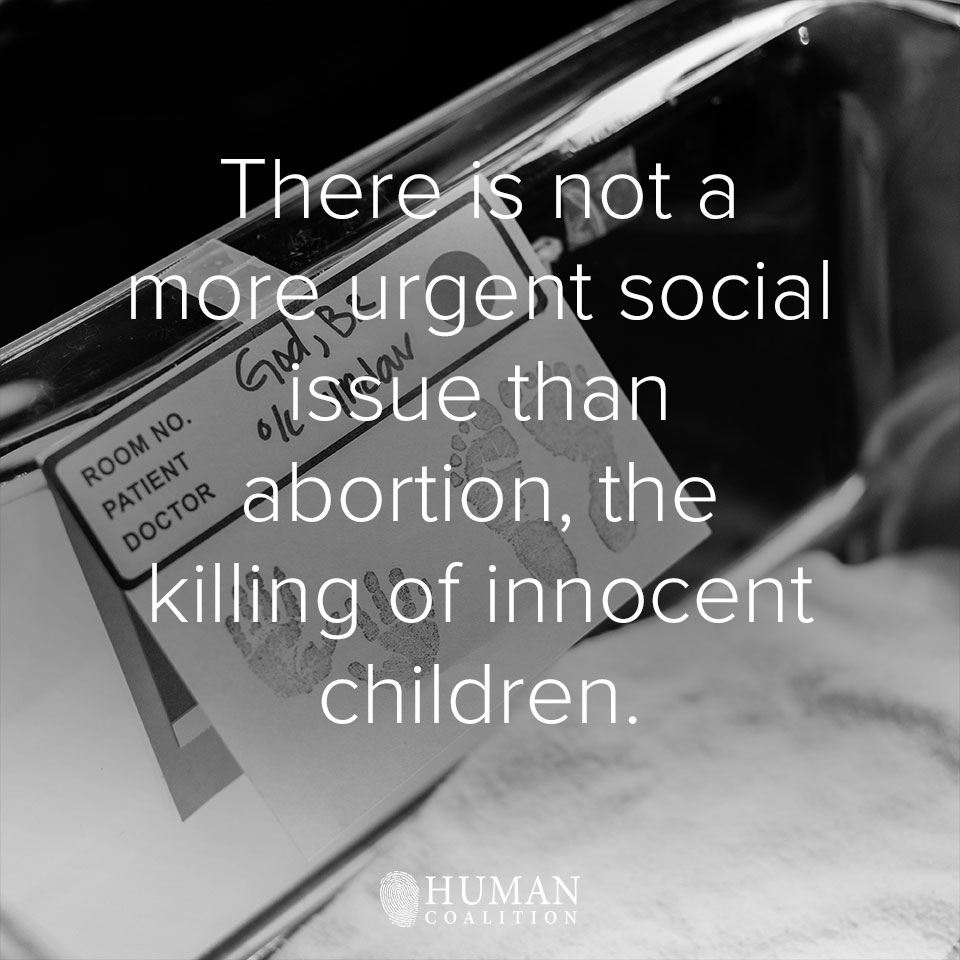 There is not a
more urgent social
issue than
abortion, the
killing of innocent
children.
ROOM NO.
PATIENT
DOCTOR
HUMAN
COALITION